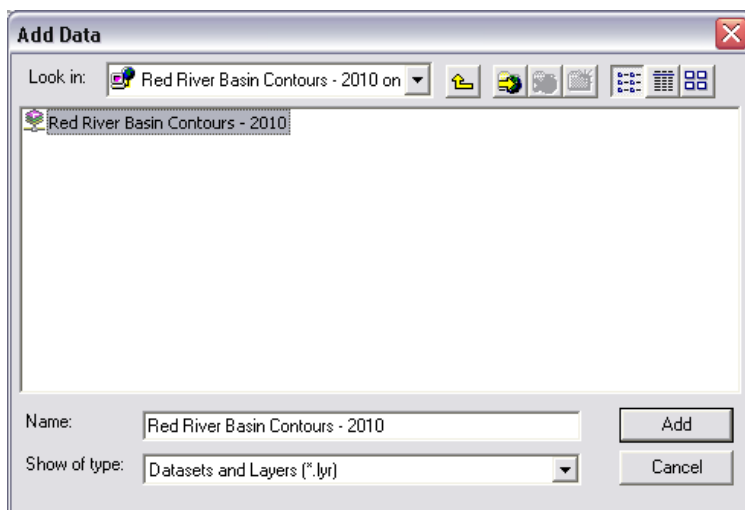 Add Data
Look in: Red River Basin Contours - 2010 on
Red River Basin Contours - 2010
Name: Red River Basin Contours - 2010 Add
Show of type: Datasets and Layers (*.lyr) Cancel